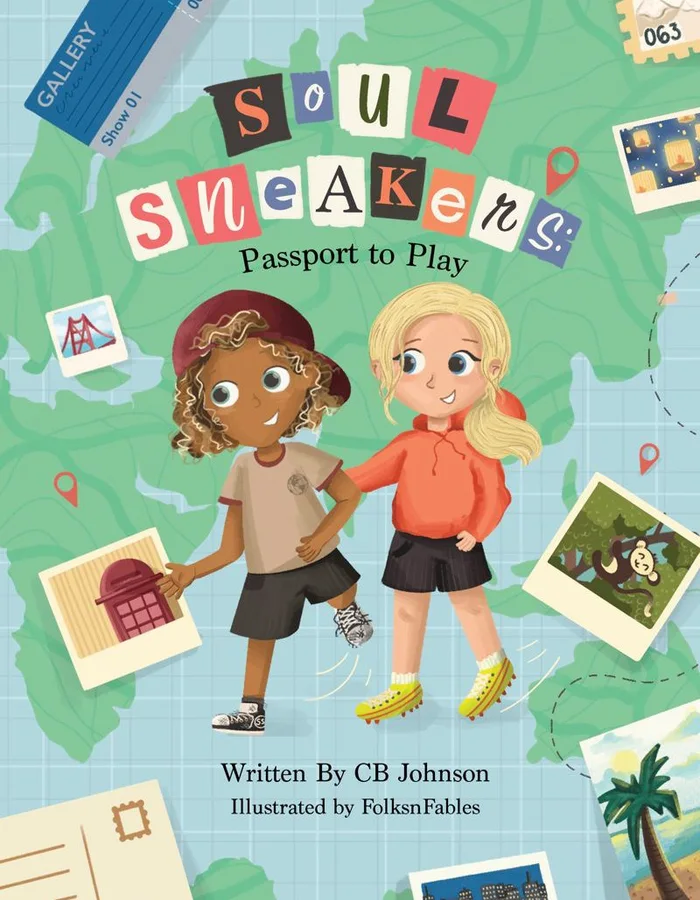 GALLERY
Show 01
063
SOUL
SneAKers:
Passport to Play
Written By CB Johnson
Illustrated by FolksnFables